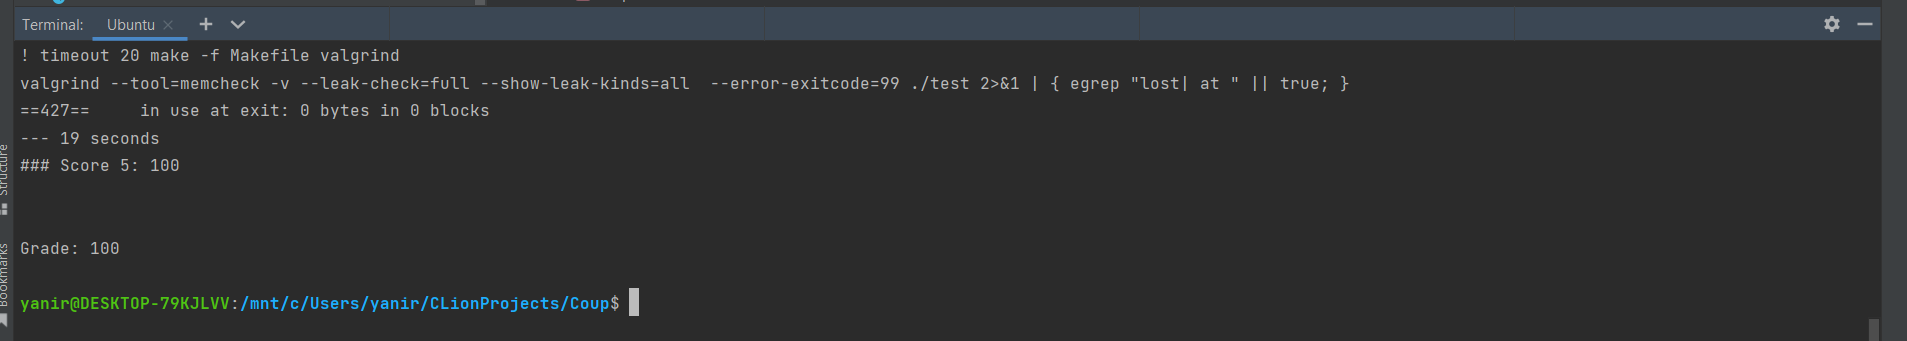 Terminal: Ubuntu
! timeout 20 make -f Makefile valgrind
valgrind --tool=memcheck -v --leak-check=full --show-leak-kinds=all  --error-exitcode=99 ./test 2>&1 | { egrep "lost| at " || true; }
==427==     in use at exit: 0 bytes in 0 blocks
--- 19 seconds
### Score 5: 100
Grade: 100
yanir@DESKTOP-79KJLVV:/mnt/c/Users/yanir/CLionProjects/Coup$
Structure
Bookmarks